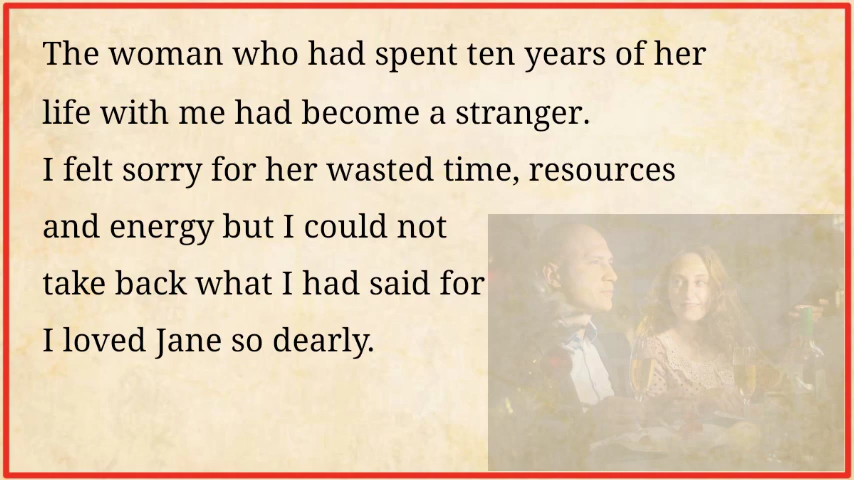 The woman who had spent ten years of her
life with me had become a stranger.
I felt sorry for her wasted time, resources
and energy but I could not
take back what I had said for
I loved Jane so dearly.